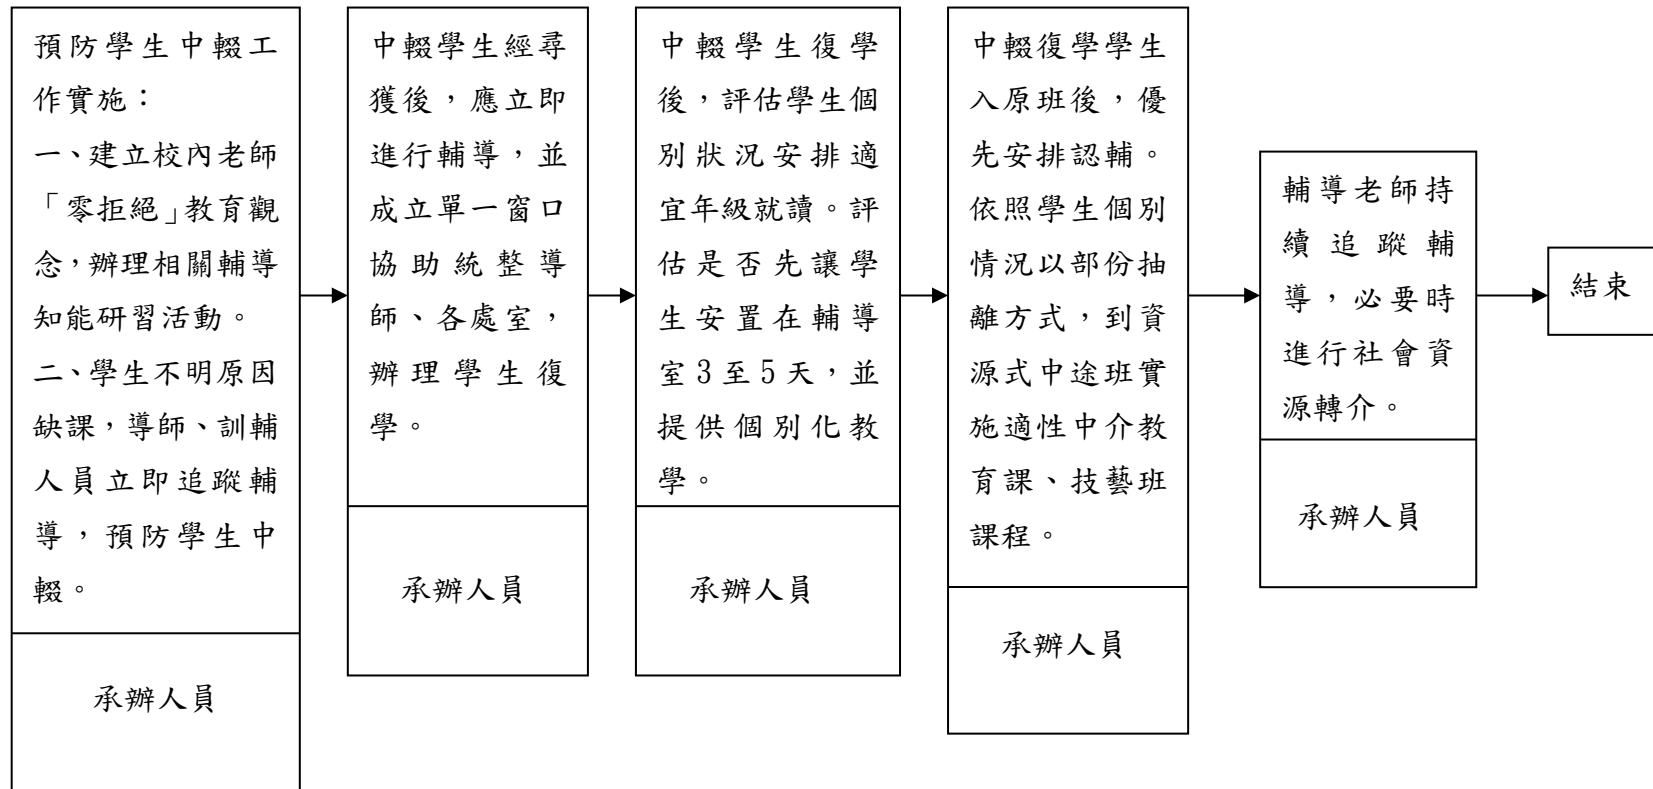 預防學生中輟工
作實施：
一、建立校內老師
「零拒絕」教育觀
念，辦理相關輔導
知能研習活動。
二、學生不明原因
缺課，導師、訓輔
人員立即追蹤輔
導，預防學生中
輟。
承辦人員
中輟學生經尋
獲後，應立即
進行輔導，並
成立單一窗口
協助統整導
師、各處室，
辦理學生復
學。
承辦人員
中輟學生復學
後，評估學生個
別狀況安排適
宜年級就讀。評
估是否先讓學
生安置在輔導
室3至5天，並
提供個別化教
學。
承辦人員
中輟復學學生
入原班後，優
先安排認輔。
依照學生個別
情況以部份抽
離方式，到資
源式中途班實
施適性中介教
育課、技藝班
課程。
承辦人員
輔導老師持
續追蹤輔
導，必要時
進行社會資
源轉介。
承辦人員
結束